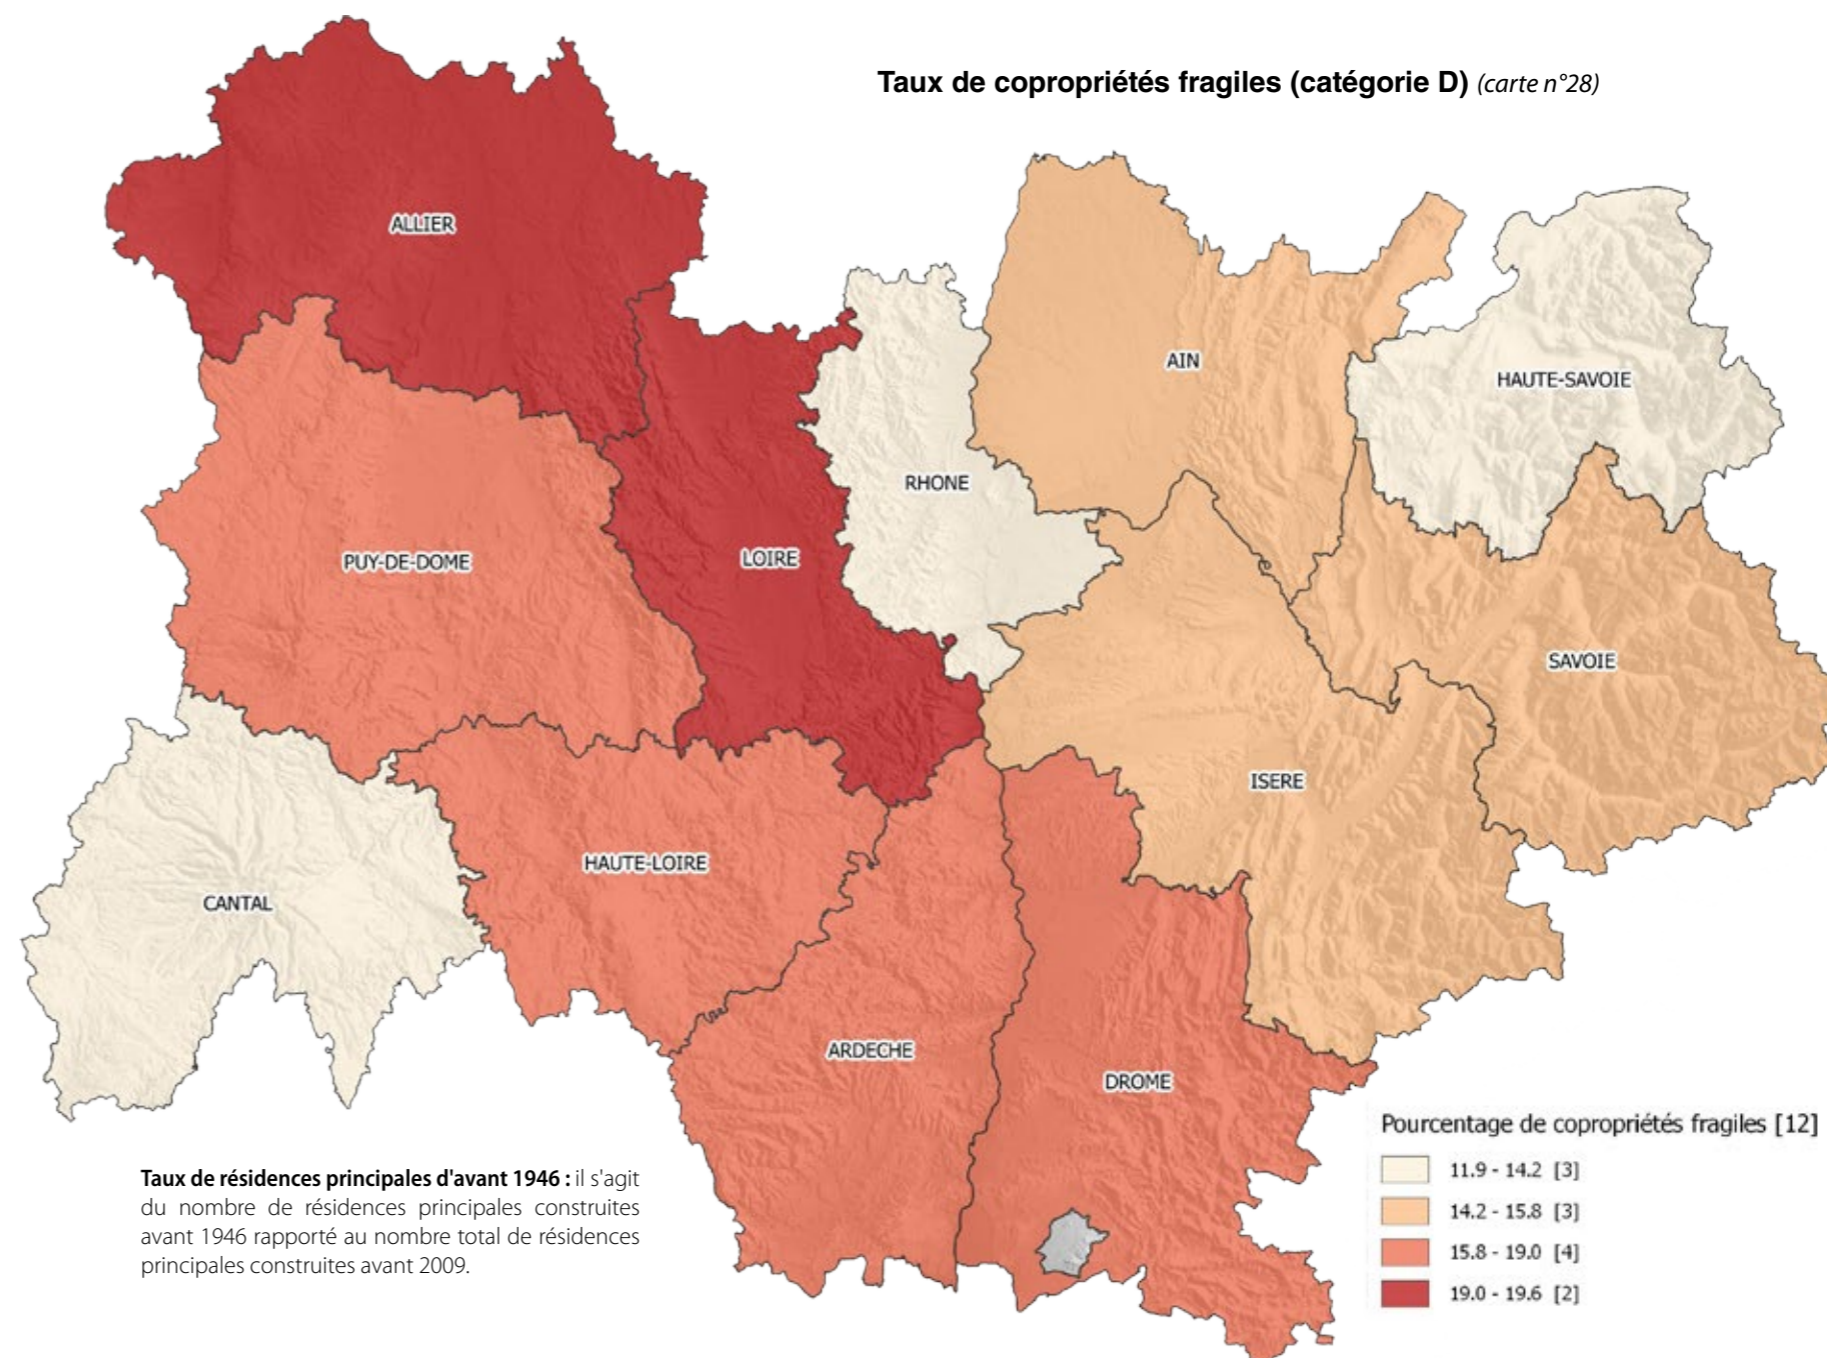 Taux de copropriétés fragiles (catégorie D) (carte n°28)
ALLIER
AIN
HAUTE-SAVOIE
RHONE
PUY-DE-DOME
LOIRE
SAVOIE
ISERE
HAUTE-LOIRE
CANTAL
ARDECHE
DROME
Pourcentage de copropriétés fragiles [12]
11.9 - 14.2 [3]
14.2 - 15.8 [3]
15.8 - 19.0 [4]
19.0 - 19.6 [2]
Taux de résidences principales d'avant 1946 : il s'agit
du nombre de résidences principales construites
avant 1946 rapporté au nombre total de résidences
principales construites avant 2009.